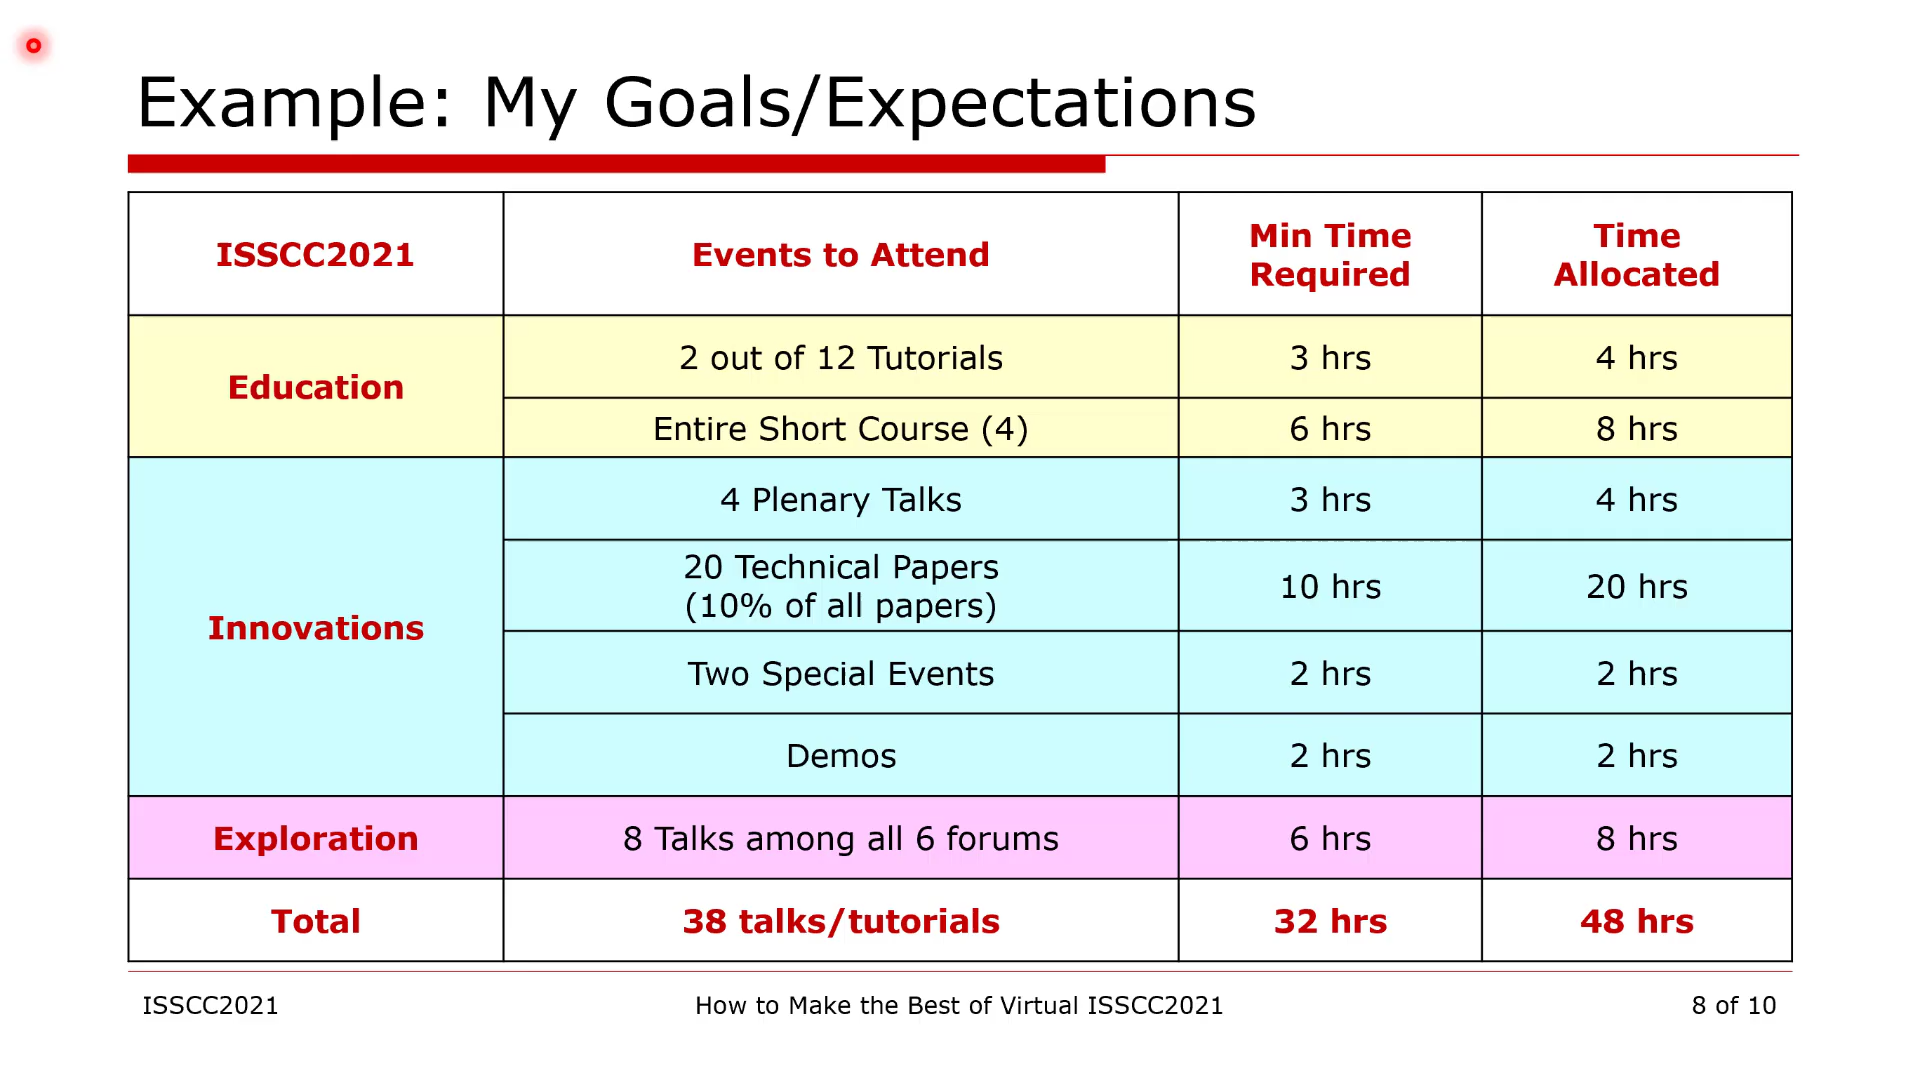 Example: My Goals/Expectations
ISSCC2021
Events to Attend
Min Time
Required
Time
Allocated
Education
2 out of 12 Tutorials
3 hrs
4 hrs
Entire Short Course (4)
6 hrs
8 hrs
Innovations
4 Plenary Talks
3 hrs
4 hrs
20 Technical Papers
(10% of all papers)
10 hrs
20 hrs
Two Special Events
2 hrs
2 hrs
Demos
2 hrs
2 hrs
Exploration
8 Talks among all 6 forums
6 hrs
8 hrs
Total
38 talks/tutorials
32 hrs
48 hrs
ISSCC2021
How to Make the Best of Virtual ISSCC2021
8 of 10